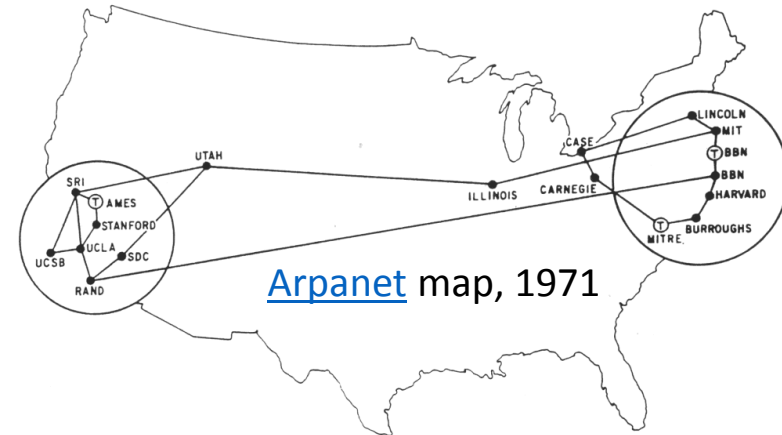 LINCOLN
MIT
CASE
T BBN
UTAH
BBN
SRI
ILLINOIS
CARNEGIE
T AMES
HARVARD
STANFORD
BURROUGHS
T
MITRE
UCLA
SDC
UCSB
RAND
Arpanet map, 1971